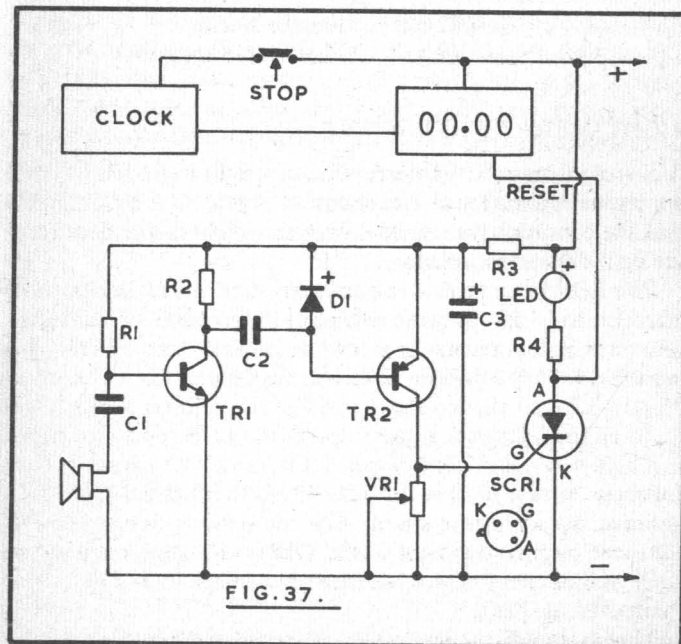 STOP
+
CLOCK
00.00
RESET
R3
+
LED
R2
D1
+
+
C3
R4
R1
C2
A
TR1
TR2
G
K
C1
VR1
SCR1
K G
A
−
FIG.37.